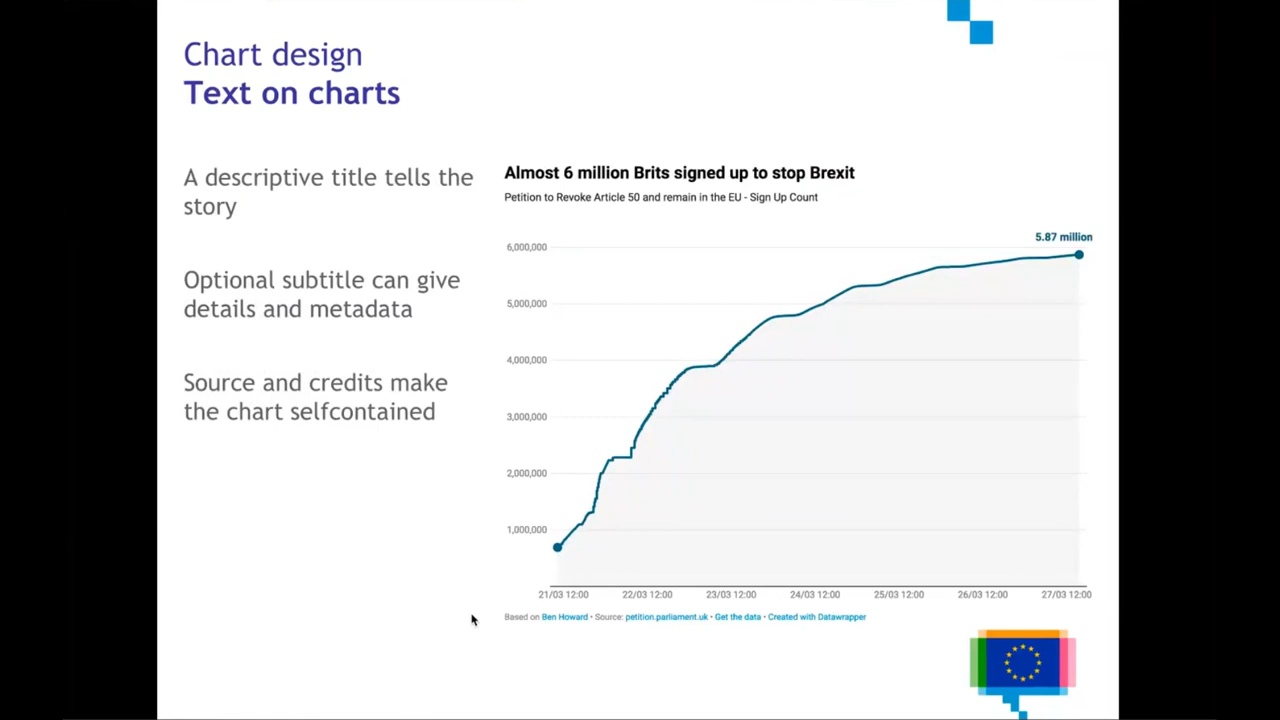 Chart design
Text on charts
A descriptive title tells the
story
Optional subtitle can give
details and metadata
Source and credits make
the chart selfcontained
Almost 6 million Brits signed up to stop Brexit
Petition to Revoke Article 50 and remain in the EU - Sign Up Count
5.87 million
6,000,000
5,000,000
4,000,000
3,000,000
2,000,000
1,000,000
21/03 12:00 22/03 12:00 23/03 12:00 24/03 12:00 25/03 12:00 26/03 12:00 27/03 12:00
Based on Ben Howard • Source: petition.parliament.uk • Get the data • Created with Datawrapper